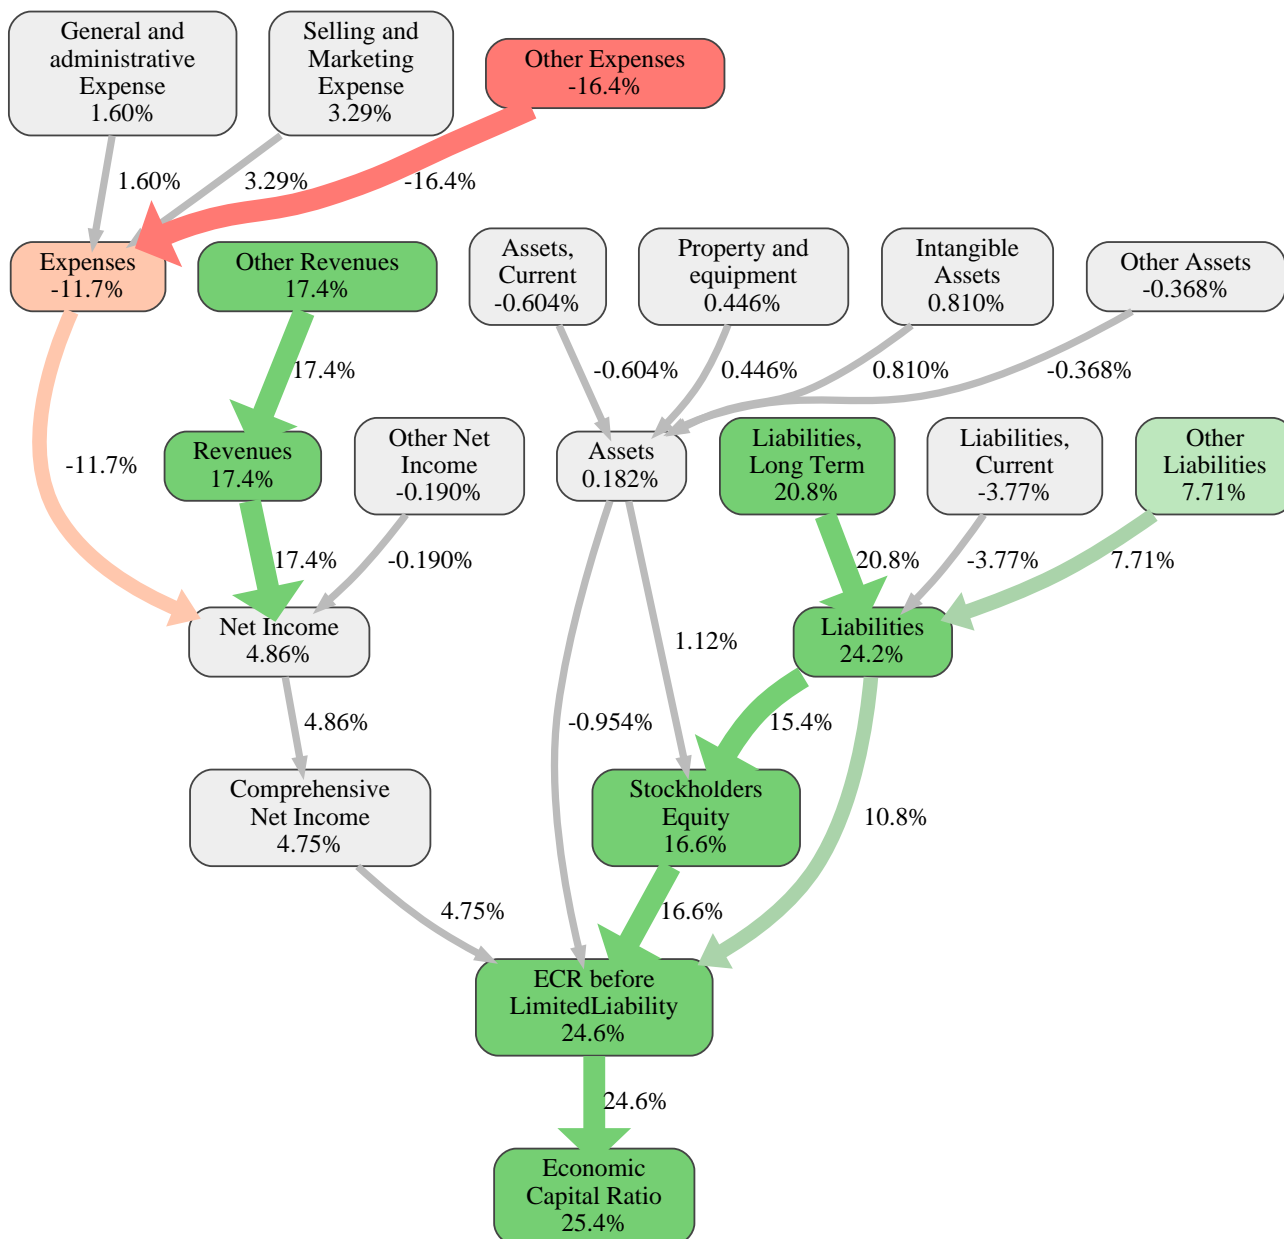 General and
administrative
Expense
1.60%
Selling and
Marketing
Expense
3.29%
Other Expenses
-16.4%
1.60%
3.29%
-16.4%
Expenses
-11.7%
Other Revenues
17.4%
Assets,
Current
-0.604%
Property and
equipment
0.446%
Intangible
Assets
0.810%
Other Assets
-0.368%
17.4%
-0.604%
0.446%
0.810%
-0.368%
-11.7%
Revenues
17.4%
Other Net
Income
-0.190%
Assets
0.182%
Liabilities,
Long Term
20.8%
Liabilities,
Current
-3.77%
Other
Liabilities
7.71%
17.4%
-0.190%
20.8%
-3.77%
7.71%
Net Income
4.86%
1.12%
Liabilities
24.2%
4.86%
-0.954%
15.4%
Comprehensive
Net Income
4.75%
Stockholders
Equity
16.6%
10.8%
4.75%
16.6%
ECR before
LimitedLiability
24.6%
24.6%
Economic
Capital Ratio
25.4%